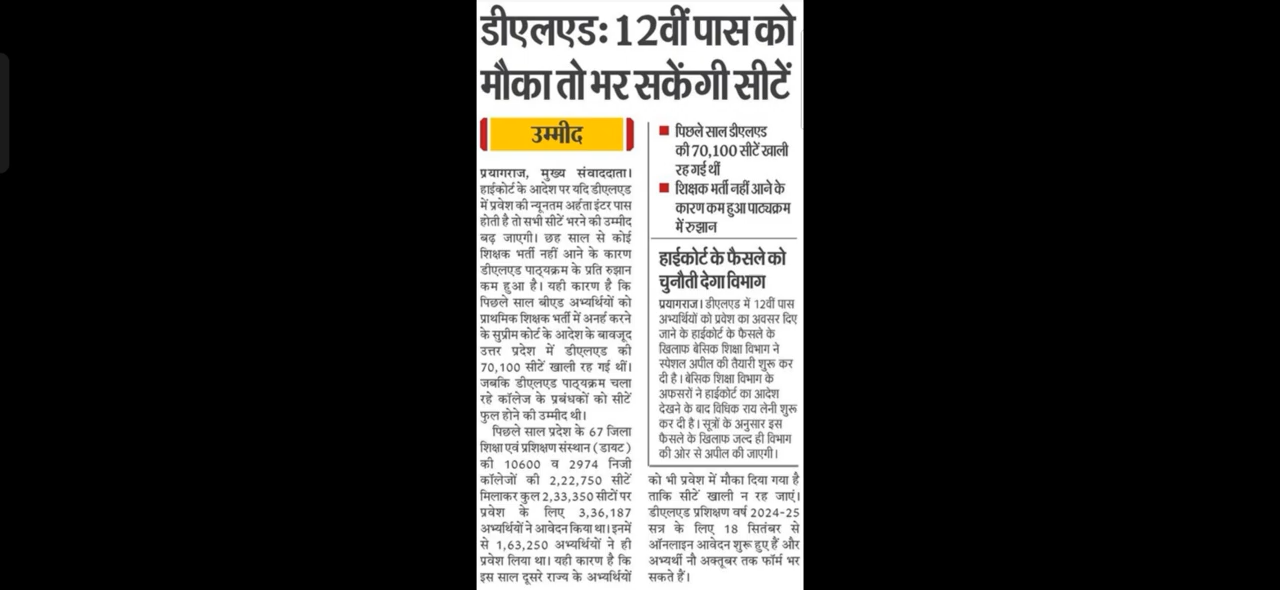 डीएलएड: 12वीं पास को
मौका तो भर सकेंगी सीटें
उम्मीद
प्रयागराज, मुख्य संवाददाता।
हाईकोर्ट के आदेश पर यदि डीएलएड
में प्रवेश की न्यूनतम अर्हता इंटर पास
होती है तो सभी सीटें भरने की उम्मीद
बढ़ जाएगी। छह साल से कोई
शिक्षक भर्ती नहीं आने के कारण
डीएलएड पाठ्यक्रम के प्रति रुझान
कम हुआ है। यही कारण है कि
पिछले साल बीएड अभ्यर्थियों को
प्राथमिक शिक्षक भर्ती में अनर्ह करने
के सुप्रीम कोर्ट के आदेश के बावजूद
उत्तर प्रदेश में डीएलएड की
70,100 सीटें खाली रह गई थीं।
जबकि डीएलएड पाठ्यक्रम चला
रहे कॉलेज के प्रबंधकों को सीटें
फुल होने की उम्मीद थी।
पिछले साल प्रदेश के 67 जिला
शिक्षा एवं प्रशिक्षण संस्थान (डायट)
की 10600 व 2974 निजी
कॉलेजों की 2,22,750 सीटें
मिलाकर कुल 2,33,350 सीटों पर
प्रवेश के लिए 3,36,187
अभ्यर्थियों ने आवेदन किया था। इनमें
से 1,63,250 अभ्यर्थियों ने ही
प्रवेश लिया था। यही कारण है कि
इस साल दूसरे राज्य के अभ्यर्थियों
पिछले साल डीएलएड
की 70,100 सीटें खाली
रह गई थीं
शिक्षक भर्ती नहीं आने के
कारण कम हुआ पाठ्यक्रम
में रुझान
हाईकोर्ट के फैसले को
चुनौती देगा विभाग
प्रयागराज। डीएलएड में 12वीं पास
अभ्यर्थियों को प्रवेश का अवसर दिए
जाने के हाईकोर्ट के फैसले के
खिलाफ बेसिक शिक्षा विभाग ने
स्पेशल अपील की तैयारी शुरू कर
दी है। बेसिक शिक्षा विभाग के
अफसरों ने हाईकोर्ट का आदेश
देखने के बाद विधिक राय लेनी शुरू
कर दी है। सूत्रों के अनुसार इस
फैसले के खिलाफ जल्द ही विभाग
की ओर से अपील की जाएगी।
को भी प्रवेश में मौका दिया गया है
ताकि सीटें खाली न रह जाएं।
डीएलएड प्रशिक्षण वर्ष 2024-25
सत्र के लिए 18 सितंबर से
ऑनलाइन आवेदन शुरू हुए हैं और
अभ्यर्थी नौ अक्तूबर तक फॉर्म भर
सकते हैं।